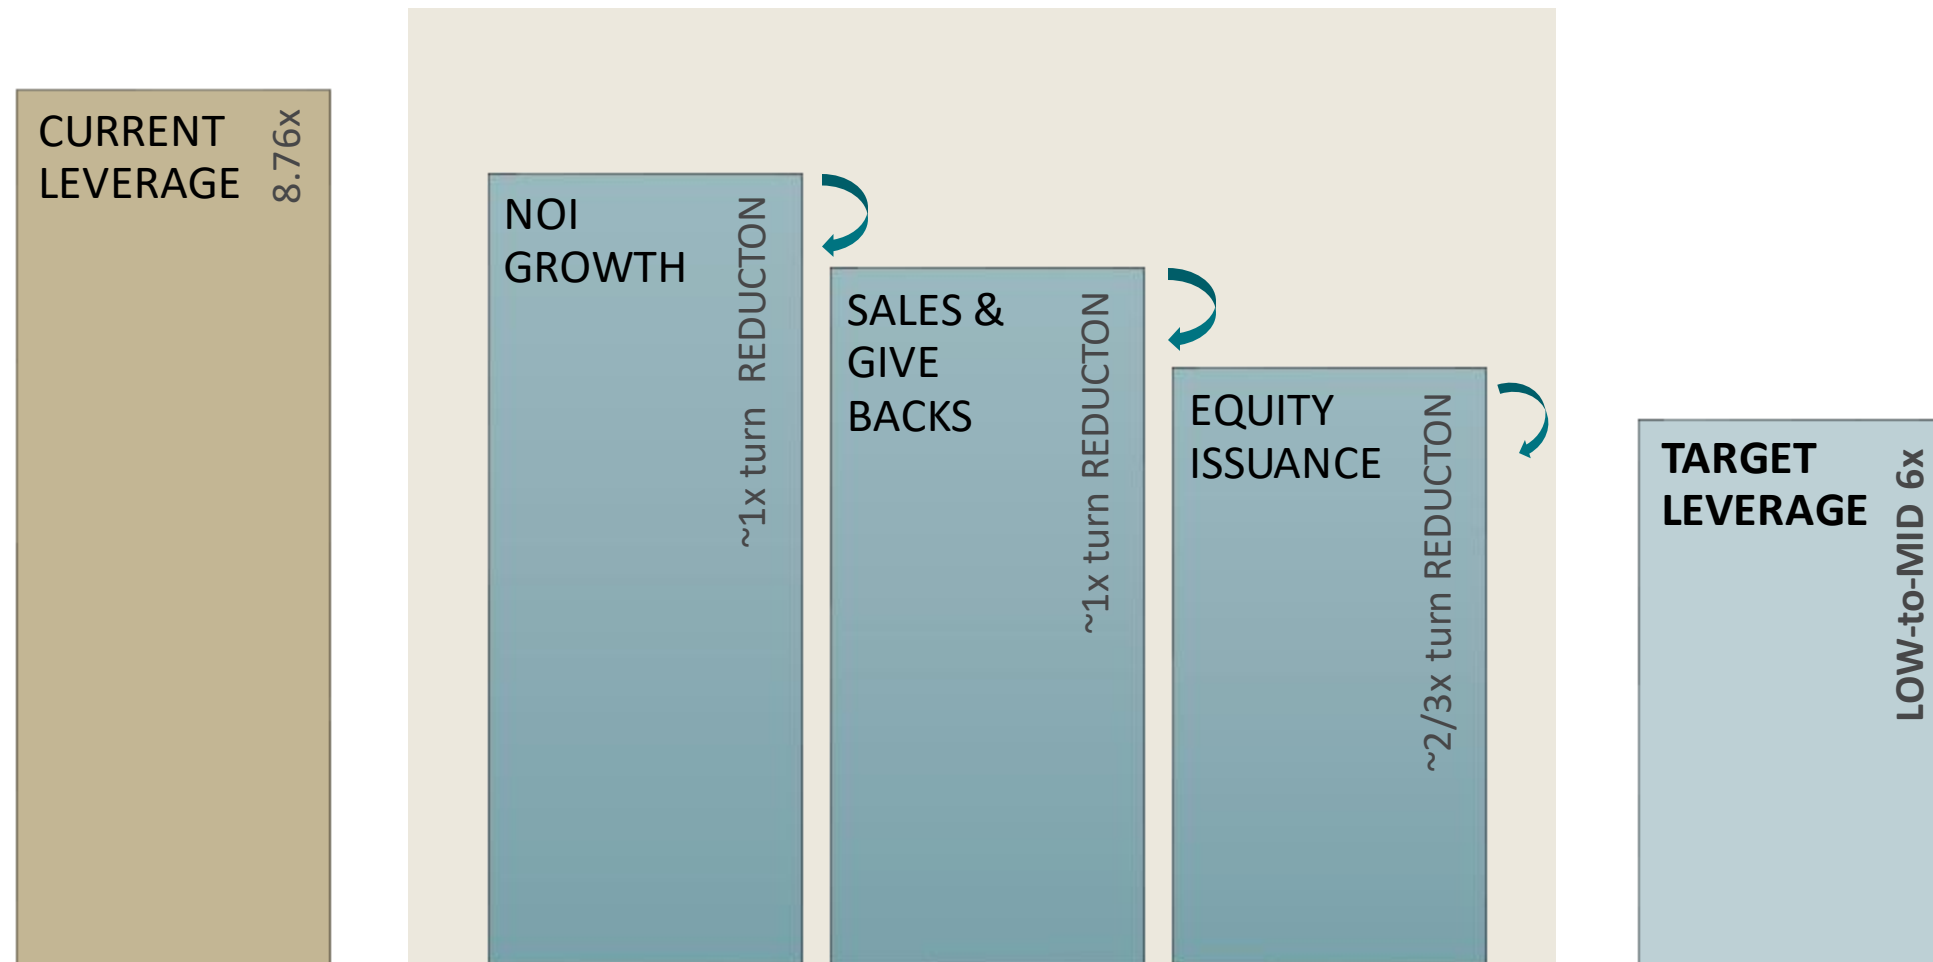 CURRENT
LEVERAGE
8.76x
NOI
GROWTH
~1x turn REDUCTON
SALES &
GIVE
BACKS
~1x turn REDUCTON
EQUITY
ISSUANCE
~2/3x turn REDUCTON
TARGET
LEVERAGE
LOW-to-MID 6x